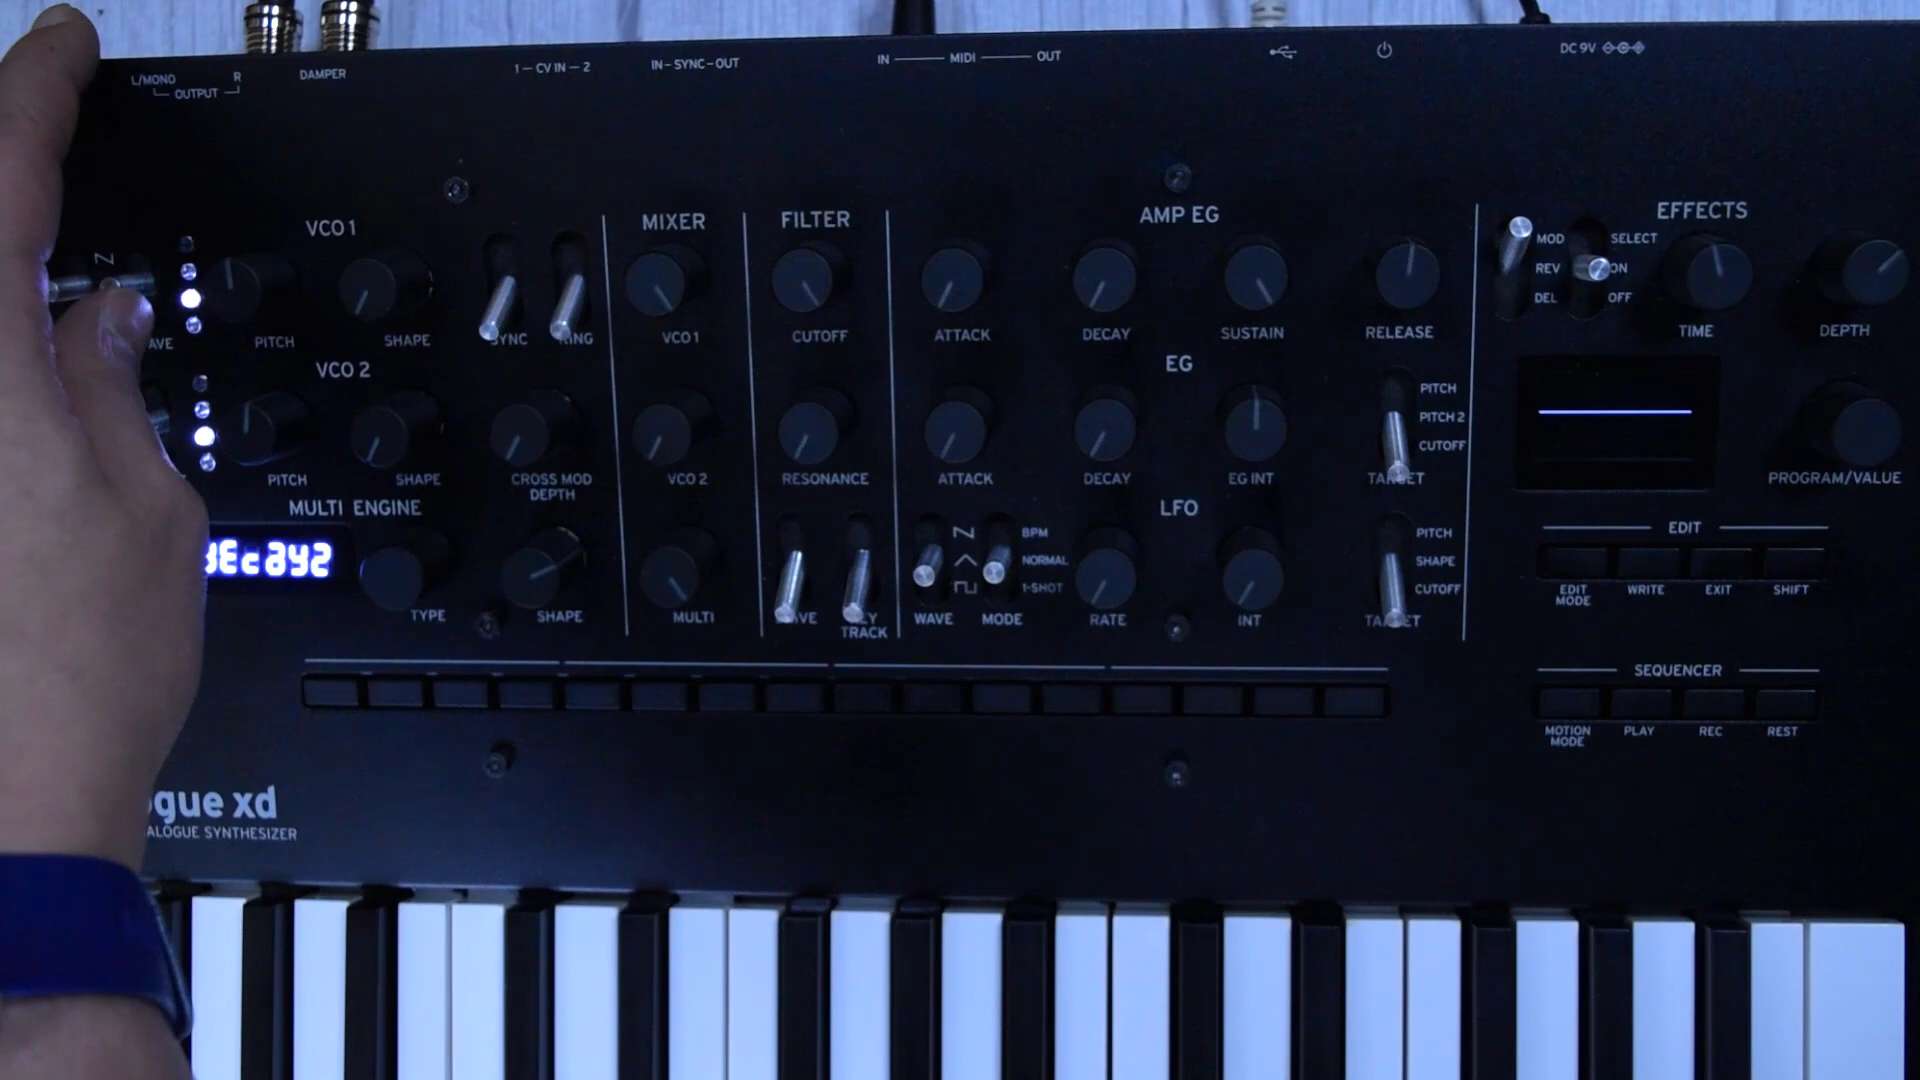 L/MONO R
OUTPUT
DAMPER
1 — CV IN — 2
IN - SYNC - OUT
IN MIDI OUT
DC 9V
VCO 1
PITCH
SHAPE
SYNC
RING
VCO 2
PITCH
SHAPE
CROSS MOD
DEPTH
MULTI ENGINE
TYPE
SHAPE
MIXER
VCO 1
VCO 2
MULTI
FILTER
CUTOFF
RESONANCE
TRACK
AMP EG
ATTACK
DECAY
SUSTAIN
RELEASE
EG
ATTACK
DECAY
EG INT
PITCH
PITCH 2
CUTOFF
TARGET
LFO
BPM
NORMAL
1-SHOT
WAVE
MODE
RATE
INT
PITCH
SHAPE
CUTOFF
TARGET
EFFECTS
MOD
REV
DEL
SELECT
ON
OFF
TIME
DEPTH
PROGRAM/VALUE
EDIT
EDIT
MODE
WRITE
EXIT
SHIFT
SEQUENCER
MOTION
MODE
PLAY
REC
REST
ogue xd
ALOGUE SYNTHESIZER